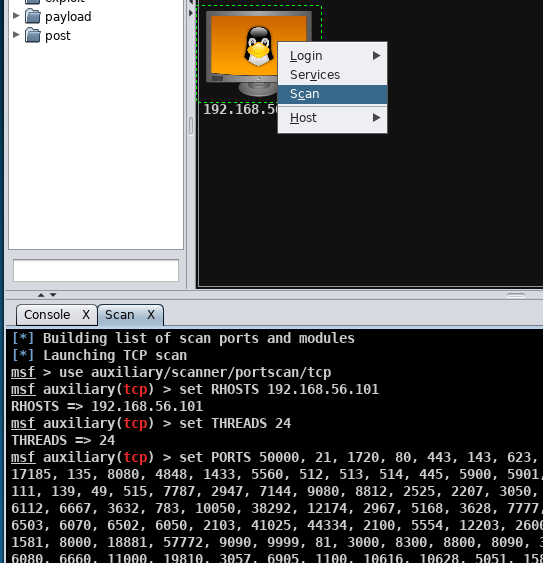 exploit
payload
post
Login
Services
Scan
Host
192.168.5
Console X
Scan X
[*] Building list of scan ports and modules
[*] Launching TCP scan
msf > use auxiliary/scanner/portscan/tcp
msf auxiliary(tcp) > set RHOSTS 192.168.56.101
RHOSTS => 192.168.56.101
msf auxiliary(tcp) > set THREADS 24
THREADS => 24
msf auxiliary(tcp) > set PORTS 50000, 21, 1720, 80, 443, 143, 623,
17185, 135, 8080, 4848, 1433, 5560, 512, 513, 514, 445, 5900, 5901,
111, 139, 49, 515, 7787, 2947, 7144, 9080, 8812, 2525, 2207, 3050,
6112, 6667, 3632, 783, 10050, 38292, 12174, 2967, 5168, 3628, 7777,
6503, 6070, 6502, 6050, 2103, 41025, 44334, 2100, 5554, 12203, 2600
1581, 8000, 18881, 57772, 9090, 9999, 81, 3000, 8300, 8800, 8090, 3
6080, 6660, 11000, 19810, 3057, 6905, 1100, 10616, 10628, 5051, 158